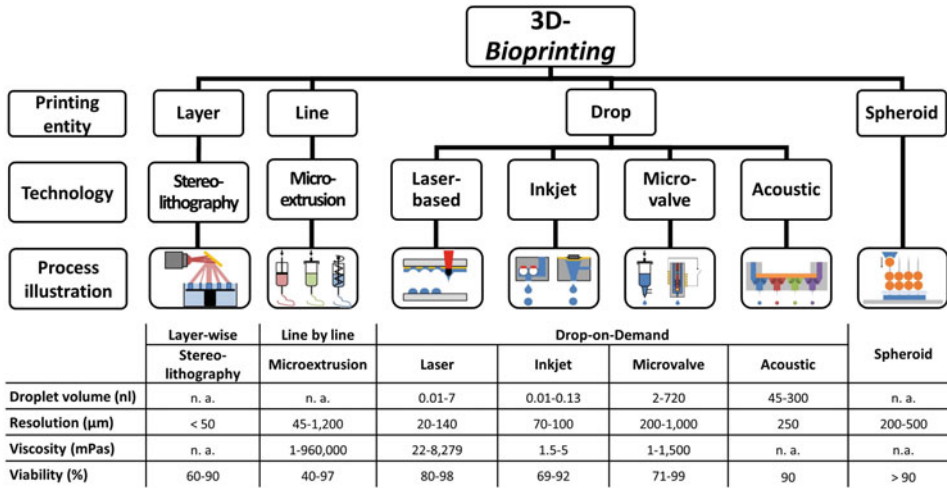 3D-
Bioprinting
Printing
entity
Layer
Line
Drop
Spheroid
Technology
Stereo-
lithography
Micro-
extrusion
Laser-
based
Inkjet
Micro-
valve
Acoustic
Process
illustration
Layer-wise
Line by line
Drop-on-Demand
Spheroid
Stereo-
lithography
Microextrusion
Laser
Inkjet
Microvalve
Acoustic
Droplet volume (nl) n. a. n. a. 0.01-7 0.01-0.13 2-720 45-300 n. a.
Resolution (μm) < 50 45-1,200 20-140 70-100 200-1,000 250 200-500
Viscosity (mPas) n. a. 1-960,000 22-8,279 1.5-5 1-1,500 n. a. n.a.
Viability (%) 60-90 40-97 80-98 69-92 71-99 90 > 90